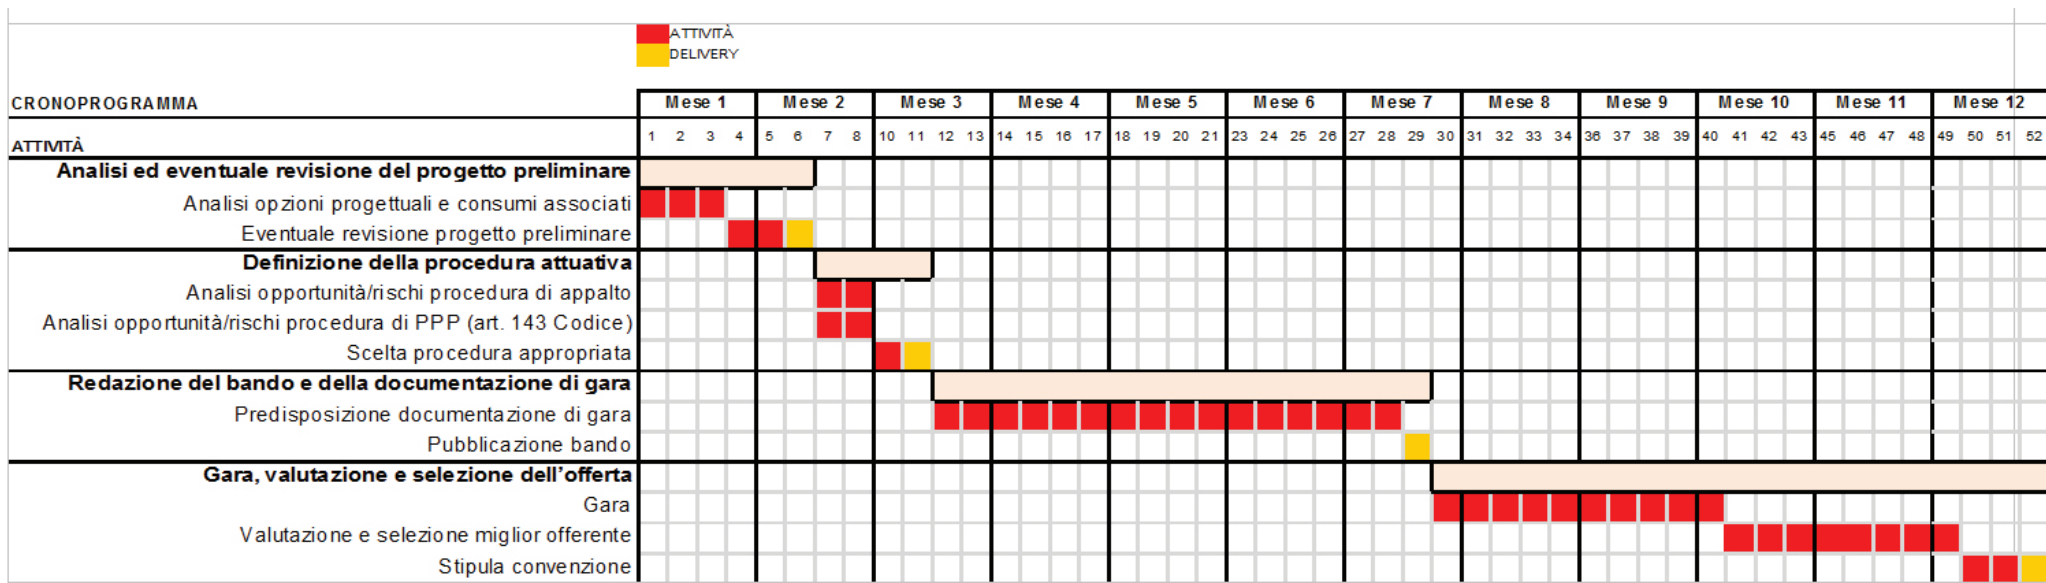 ATTIVITÀ
DELIVERY
CRONOPROGRAMMA Mese 1 Mese 2 Mese 3 Mese 4 Mese 5 Mese 6 Mese 7 Mese 8 Mese 9 Mese 10 Mese 11 Mese 12
ATTIVITÀ 1 2 3 4 5 6 7 8 10 11 12 13 14 15 16 17 18 19 20 21 23 24 25 26 27 28 29 30 31 32 33 34 36 37 38 39 40 41 42 43 45 46 47 48 49 50 51 52
Analisi ed eventuale revisione del progetto preliminare
Analisi opzioni progettuali e consumi associati
Eventuale revisione progetto preliminare
Definizione della procedura attuativa
Analisi opportunità/rischi procedura di appalto
Analisi opportunità/rischi procedura di PPP (art. 143 Codice)
Scelta procedura appropriata
Redazione del bando e della documentazione di gara
Predisposizione documentazione di gara
Pubblicazione bando
Gara, valutazione e selezione dell’offerta
Gara
Valutazione e selezione miglior offerente
Stipula convenzione